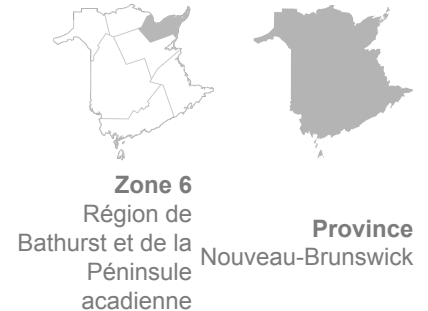 Zone 6
Région de
Bathurst et de la
Péninsule
acadienne
Province
Nouveau-Brunswick